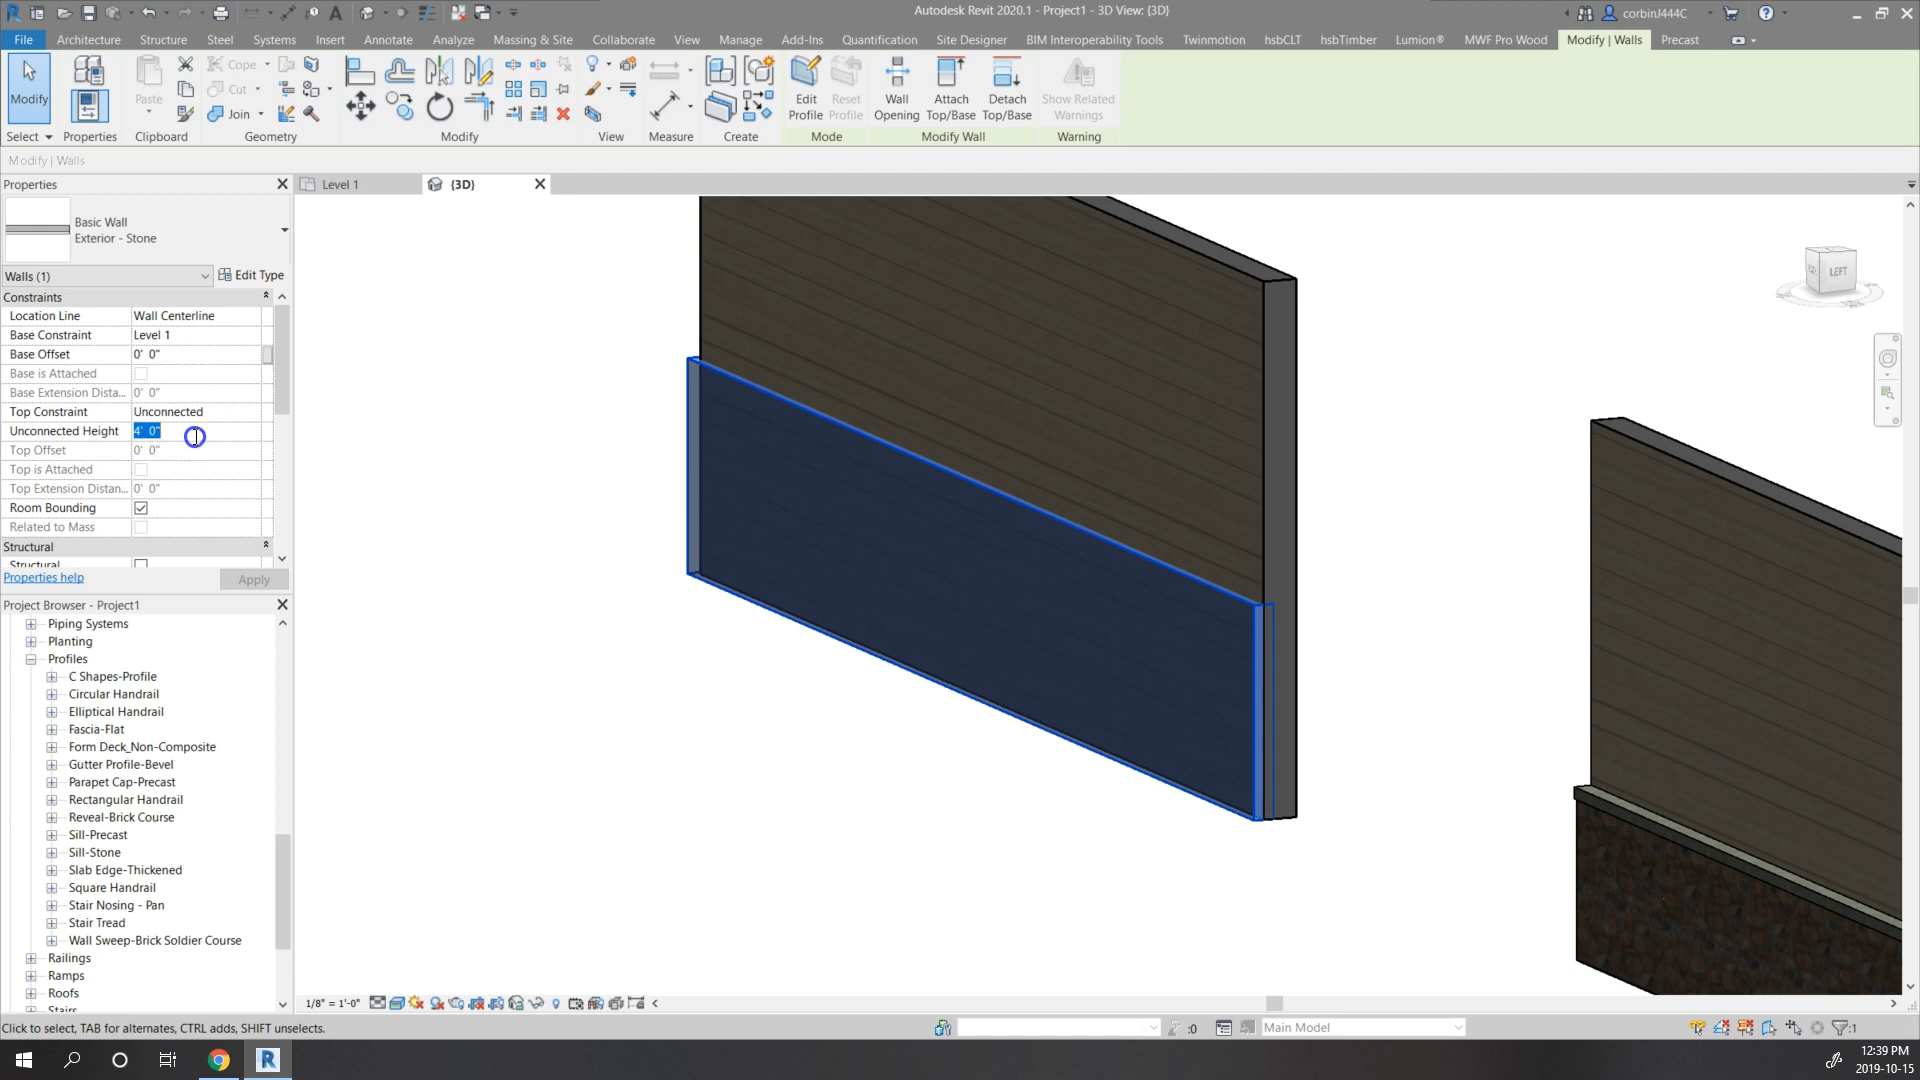 Autodesk Revit 2020.1 - Project1 - 3D View: {3D}
corbinJ444C
File Architecture Structure Steel Systems Insert Annotate Analyze Massing & Site Collaborate View Manage Add-Ins Quantification Site Designer BIM Interoperability Tools Twinmotion hsbCLT hsbTimber Lumion® MWF Pro Wood Modify | Walls Precast
Modify
Paste
Cope
Cut
Join
Edit Profile
Reset Profile
Wall Opening
Attach Top/Base
Detach Top/Base
Show Related Warnings
Select Properties Clipboard Geometry Modify View Measure Create Mode Modify Wall Warning
Modify | Walls
Properties
Level 1
{3D}
Basic Wall
Exterior - Stone
Walls (1)
Edit Type
Constraints
Location Line Wall Centerline
Base Constraint Level 1
Base Offset 0' 0"
Base is Attached
Base Extension Dista... 0' 0"
Top Constraint Unconnected
Unconnected Height 4' 0"
Top Offset 0' 0"
Top is Attached
Top Extension Distan... 0' 0"
Room Bounding
Related to Mass
Structural
Structural
Properties help
Apply
LEFT
Project Browser - Project1
Piping Systems
Planting
Profiles
C Shapes-Profile
Circular Handrail
Elliptical Handrail
Fascia-Flat
Form Deck_Non-Composite
Gutter Profile-Bevel
Parapet Cap-Precast
Rectangular Handrail
Reveal-Brick Course
Sill-Precast
Sill-Stone
Slab Edge-Thickened
Square Handrail
Stair Nosing - Pan
Stair Tread
Wall Sweep-Brick Soldier Course
Railings
Ramps
Roofs
Stairs
1/8" = 1'-0"
Click to select, TAB for alternates, CTRL adds, SHIFT unselects.
:0
Main Model
:1
12:39 PM
2019-10-15